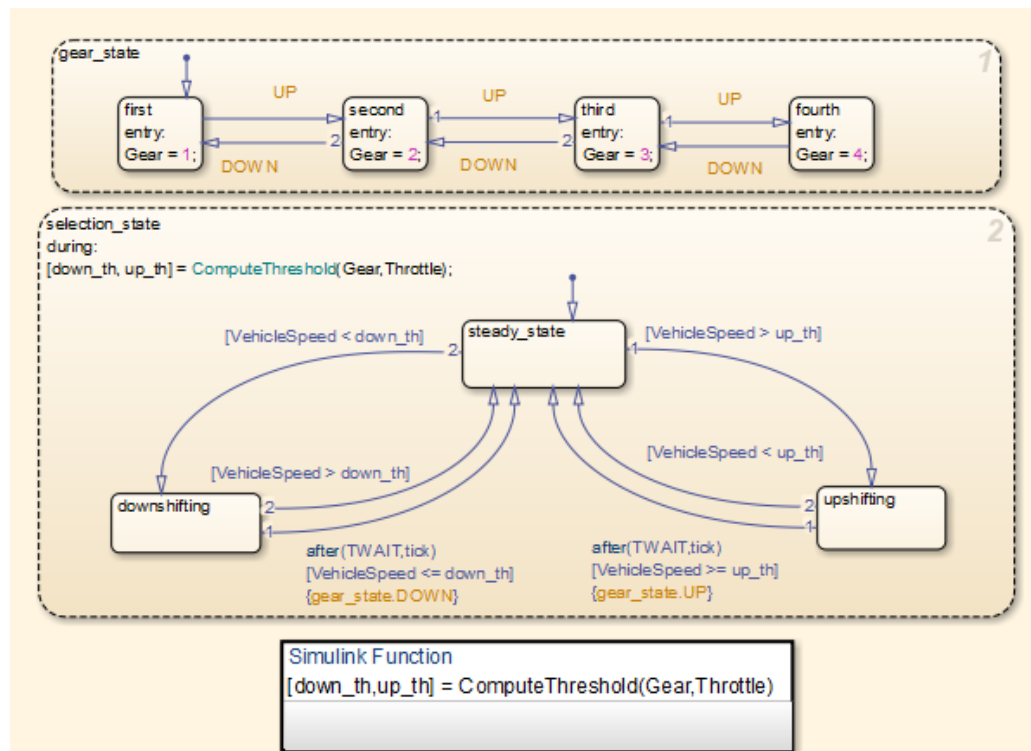 gear_state
1
UP
UP
UP
first
entry:
Gear = 1;
second
entry:
Gear = 2;
third
entry:
Gear = 3;
fourth
entry:
Gear = 4;
1
2
1
2
1
DOWN
DOWN
DOWN
selection_state
2
during:
[down_th, up_th] = ComputeThreshold(Gear,Throttle);
steady_state
[VehicleSpeed < down_th]
2
1
[VehicleSpeed > up_th]
[VehicleSpeed > down_th]
[VehicleSpeed < up_th]
downshifting
2
1
upshifting
2
1
after(TWAIT,tick)
[VehicleSpeed <= down_th]
{gear_state.DOWN}
after(TWAIT,tick)
[VehicleSpeed >= up_th]
{gear_state.UP}
Simulink Function
[down_th,up_th] = ComputeThreshold(Gear,Throttle)